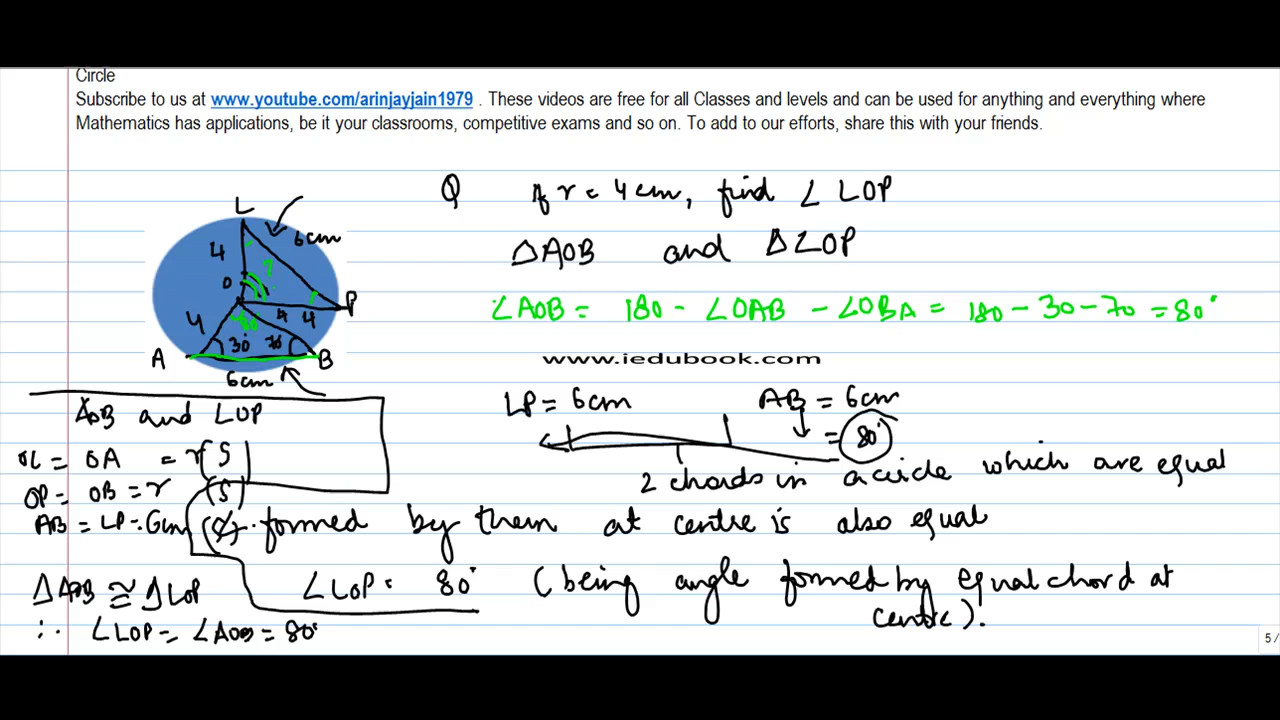 Circle
Subscribe to us at www.youtube.com/arinjayjain1979 . These videos are free for all Classes and levels and can be used for anything and everything where
Mathematics has applications, be it your classrooms, competitive exams and so on. To add to our efforts, share this with your friends.
Q If r = 4 cm, find ∠ LOP
ΔAOB and ΔLOP
∠AOB = 180 - ∠OAB - ∠OBA = 180 - 30 - 70 = 80°
www.iedubook.com
L
4 6cm
O ?
P
4 4 4
80
A 30° 70° B
6cm
LP = 6cm AB = 6cm
= 80°
2 chords in a circle which are equal
formed by them at centre is also equal
∠LOP = 80° (being angle formed by equal chord at
centre).
AOB and LOP
OL = OA = r (S)
OP = OB = r (S)
AB = LP = 6cm (S)
ΔAOB ≅ ΔLOP
∴ ∠LOP = ∠AOB = 80°
5 /